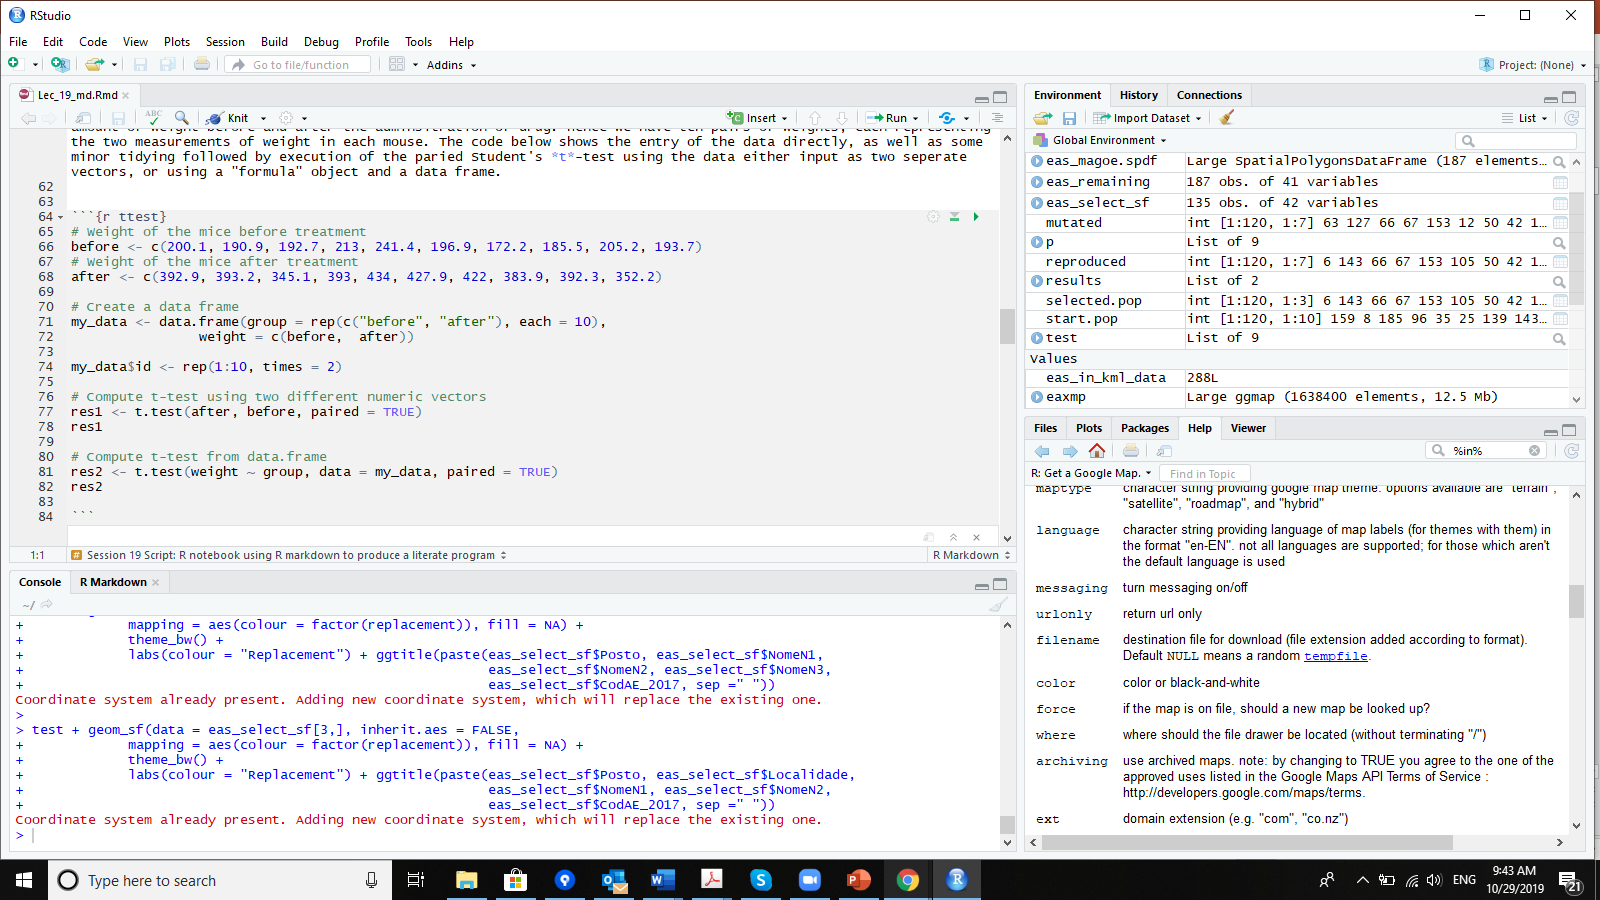 RStudio
File Edit Code View Plots Session Build Debug Profile Tools Help
Go to file/function Addins Project: (None)
Lec_19_md.Rmd
ABC Knit Insert Run
the two measurements of weight in each mouse. The code below shows the entry of the data directly, as well as some
minor tidying followed by execution of the paried Student's *t*-test using the data either input as two seperate
vectors, or using a "formula" object and a data frame.
62
63
64 ```{r ttest}
65 # Weight of the mice before treatment
66 before <- c(200.1, 190.9, 192.7, 213, 241.4, 196.9, 172.2, 185.5, 205.2, 193.7)
67 # Weight of the mice after treatment
68 after <- c(392.9, 393.2, 345.1, 393, 434, 427.9, 422, 383.9, 392.3, 352.2)
69
70 # Create a data frame
71 my_data <- data.frame(group = rep(c("before", "after"), each = 10),
72 weight = c(before, after))
73
74 my_data$id <- rep(1:10, times = 2)
75
76 # Compute t-test using two different numeric vectors
77 res1 <- t.test(after, before, paired = TRUE)
78 res1
79
80 # Compute t-test from data.frame
81 res2 <- t.test(weight ~ group, data = my_data, paired = TRUE)
82 res2
83
84 ```
1:1 # Session 19 Script: R notebook using R markdown to produce a literate program R Markdown
Console R Markdown
~/
+ mapping = aes(colour = factor(replacement)), fill = NA) +
+ theme_bw() +
+ labs(colour = "Replacement") + ggtitle(paste(eas_select_sf$Posto, eas_select_sf$NomeN1,
+ eas_select_sf$NomeN2, eas_select_sf$NomeN3,
+ eas_select_sf$CodAE_2017, sep =" "))
Coordinate system already present. Adding new coordinate system, which will replace the existing one.
>
> test + geom_sf(data = eas_select_sf[3,], inherit.aes = FALSE,
+ mapping = aes(colour = factor(replacement)), fill = NA) +
+ theme_bw() +
+ labs(colour = "Replacement") + ggtitle(paste(eas_select_sf$Posto, eas_select_sf$Localidade,
+ eas_select_sf$NomeN1, eas_select_sf$NomeN2,
+ eas_select_sf$CodAE_2017, sep =" "))
Coordinate system already present. Adding new coordinate system, which will replace the existing one.
>
Environment History Connections
Import Dataset List
Global Environment
eas_magoe.spdf Large SpatialPolygonsDataFrame (187 elements…
eas_remaining 187 obs. of 41 variables
eas_select_sf 135 obs. of 42 variables
mutated int [1:120, 1:7] 63 127 66 67 153 12 50 42 1…
p List of 9
reproduced int [1:120, 1:7] 6 143 66 67 153 105 50 42 1…
results List of 2
selected.pop int [1:120, 1:3] 6 143 66 67 153 105 50 42 1…
start.pop int [1:120, 1:10] 159 8 185 96 35 25 139 143…
test List of 9
Values
eas_in_kml_data 288L
eaxmp Large ggmap (1638400 elements, 12.5 Mb)
Files Plots Packages Help Viewer
%in%
R: Get a Google Map. Find in Topic
maptype character string providing google map theme. options available are "terrain",
"satellite", "roadmap", and "hybrid"
language character string providing language of map labels (for themes with them) in
the format "en-EN". not all languages are supported; for those which aren't
the default language is used
messaging turn messaging on/off
urlonly return url only
filename destination file for download (file extension added according to format).
Default NULL means a random tempfile.
color color or black-and-white
force if the map is on file, should a new map be looked up?
where where should the file drawer be located (without terminating "/")
archiving use archived maps. note: by changing to TRUE you agree to the one of the
approved uses listed in the Google Maps API Terms of Service :
http://developers.google.com/maps/terms.
ext domain extension (e.g. "com", "co.nz")
Type here to search
ENG
9:43 AM
10/29/2019
21